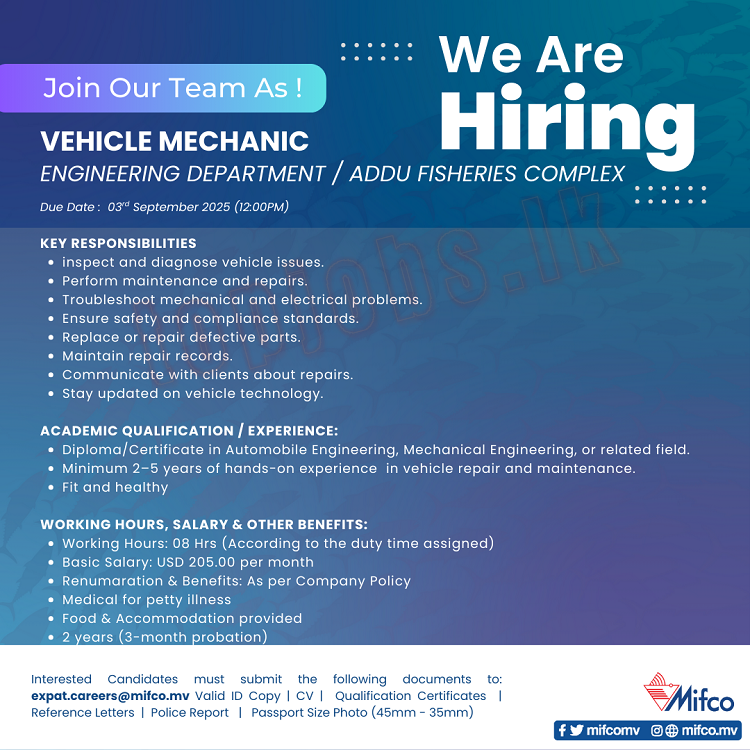 We Are
Hiring
Join Our Team As !
VEHICLE MECHANIC
ENGINEERING DEPARTMENT / ADDU FISHERIES COMPLEX
Due Date : 03rd September 2025 (12:00PM)
KEY RESPONSIBILITIES
• inspect and diagnose vehicle issues.
• Perform maintenance and repairs.
• Troubleshoot mechanical and electrical problems.
• Ensure safety and compliance standards.
• Replace or repair defective parts.
• Maintain repair records.
• Communicate with clients about repairs.
• Stay updated on vehicle technology.
ACADEMIC QUALIFICATION / EXPERIENCE:
• Diploma/Certificate in Automobile Engineering, Mechanical Engineering, or related field.
• Minimum 2–5 years of hands-on experience in vehicle repair and maintenance.
• Fit and healthy
WORKING HOURS, SALARY & OTHER BENEFITS:
• Working Hours: 08 Hrs (According to the duty time assigned)
• Basic Salary: USD 205.00 per month
• Renumaration & Benefits: As per Company Policy
• Medical for petty illness
• Food & Accommodation provided
• 2 years (3-month probation)
Interested Candidates must submit the following documents to:
expat.careers@mifco.mv Valid ID Copy | CV | Qualification Certificates |
Reference Letters | Police Report | Passport Size Photo (45mm - 35mm)
Mifco
mifcomv mifco.mv